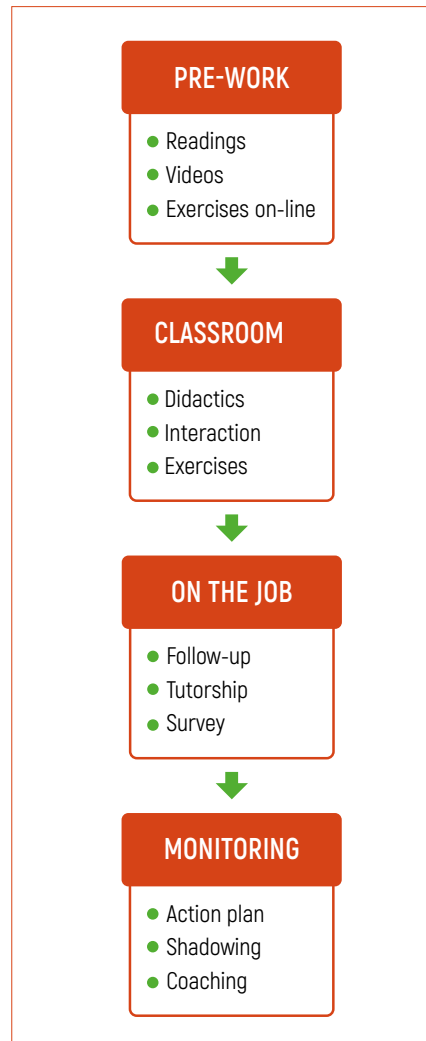 PRE-WORK
Readings
Videos
Exercises on-line
CLASSROOM
Didactics
Interaction
Exercises
ON THE JOB
Follow-up
Tutorship
Survey
MONITORING
Action plan
Shadowing
Coaching